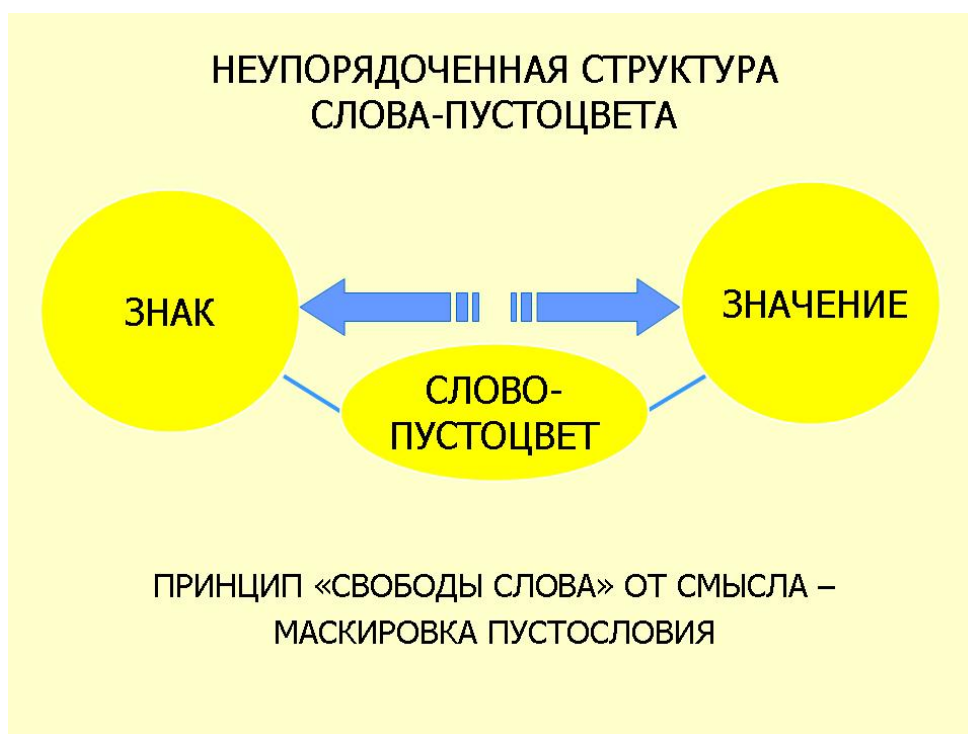 НЕУПОРЯДОЧЕННАЯ СТРУКТУРА
СЛОВА-ПУСТОЦВЕТА
ЗНАК
ЗНАЧЕНИЕ
СЛОВО-
ПУСТОЦВЕТ
ПРИНЦИП «СВОБОДЫ СЛОВА» ОТ СМЫСЛА –
МАСКИРОВКА ПУСТОСЛОВИЯ